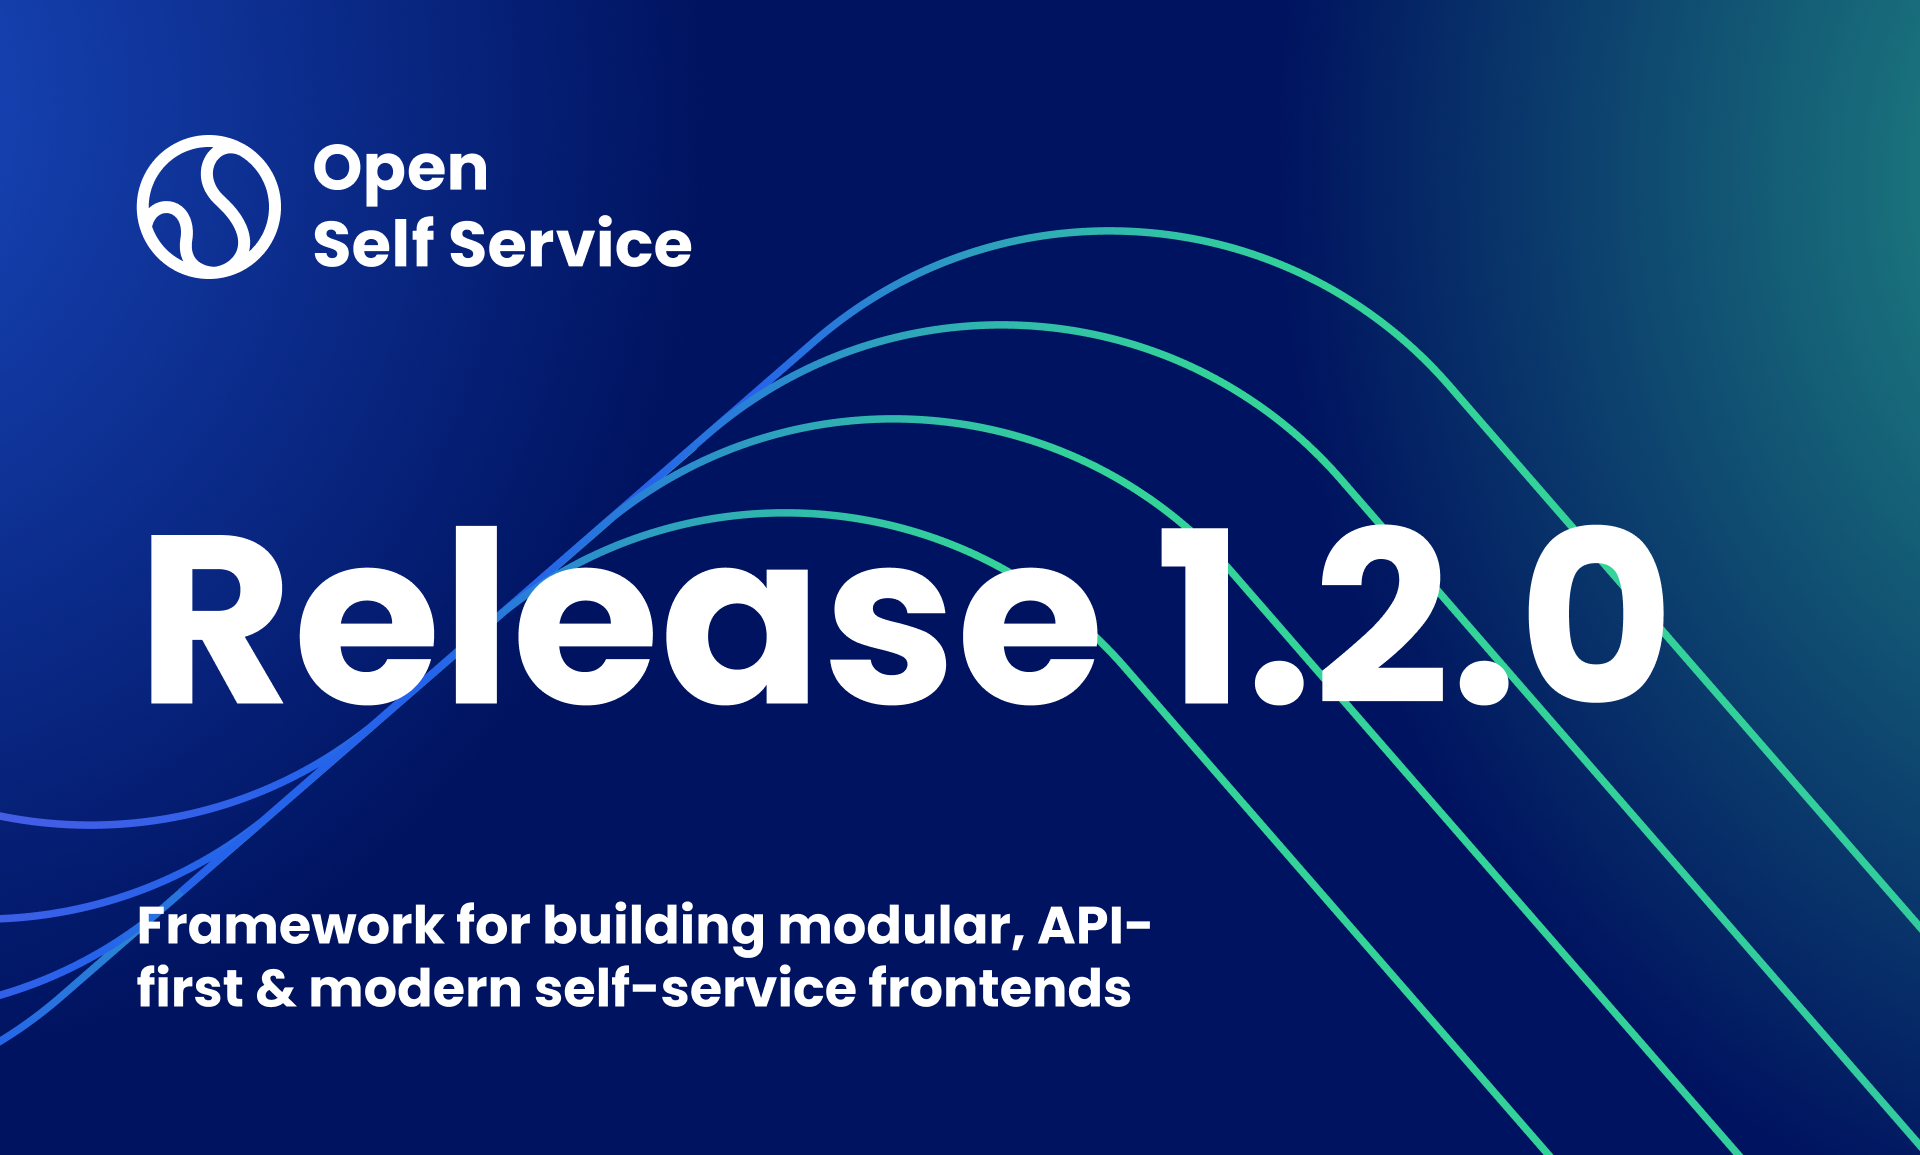 Open
Self Service
Release 1.2.0
Framework for building modular, API-
first & modern self-service frontends